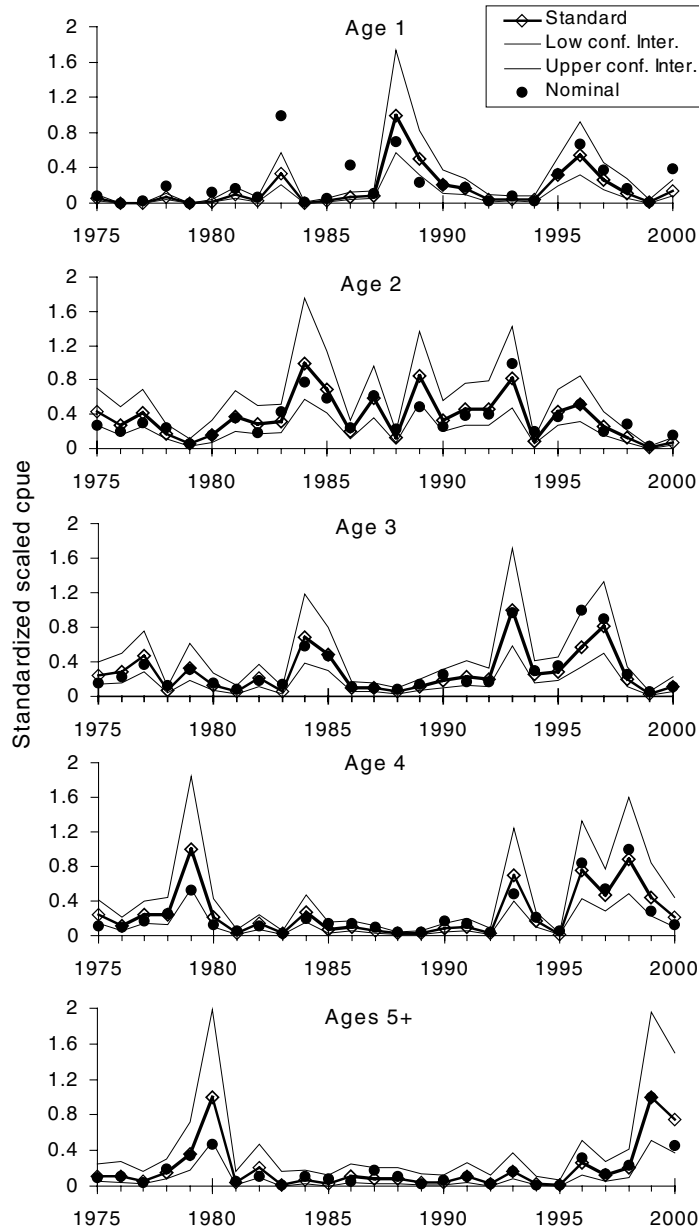 Standard
Low conf. Inter.
Upper conf. Inter.
Nominal
Standardized scaled cpue
Age 1
2
1.6
1.2
0.8
0.4
0
1975 1980 1985 1990 1995 2000
Age 2
2
1.6
1.2
0.8
0.4
0
1975 1980 1985 1990 1995 2000
Age 3
2
1.6
1.2
0.8
0.4
0
1975 1980 1985 1990 1995 2000
Age 4
2
1.6
1.2
0.8
0.4
0
1975 1980 1985 1990 1995 2000
Ages 5+
2
1.6
1.2
0.8
0.4
0
1975 1980 1985 1990 1995 2000